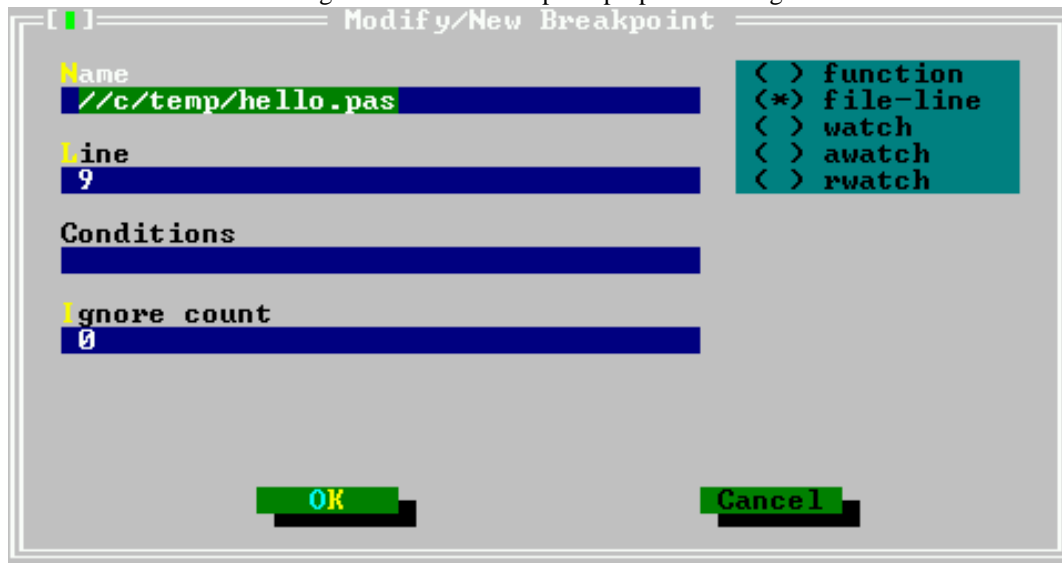 Modify/New Breakpoint
Name
//c/temp/hello.pas
Line
9
Conditions
Ignore count
0
( ) function
(*) file-line
( ) watch
( ) awatch
( ) rwatch
OK
Cancel